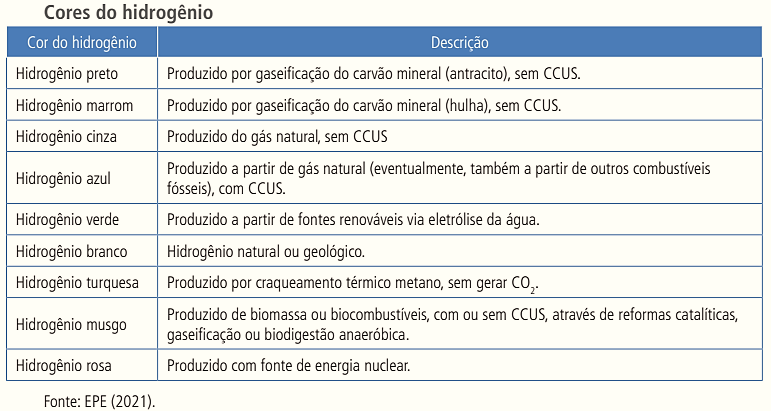 Cores do hidrogênio
Cor do hidrogênio Descrição
Hidrogênio preto Produzido por gaseificação do carvão mineral (antracito), sem CCUS.
Hidrogênio marrom Produzido por gaseificação do carvão mineral (hulha), sem CCUS.
Hidrogênio cinza Produzido do gás natural, sem CCUS
Hidrogênio azul Produzido a partir de gás natural (eventualmente, também a partir de outros combustíveis
fósseis), com CCUS.
Hidrogênio verde Produzido a partir de fontes renováveis via eletrólise da água.
Hidrogênio branco Hidrogênio natural ou geológico.
Hidrogênio turquesa Produzido por craqueamento térmico metano, sem gerar CO₂.
Hidrogênio musgo Produzido de biomassa ou biocombustíveis, com ou sem CCUS, através de reformas catalíticas,
gaseificação ou biodigestão anaeróbica.
Hidrogênio rosa Produzido com fonte de energia nuclear.
Fonte: EPE (2021).